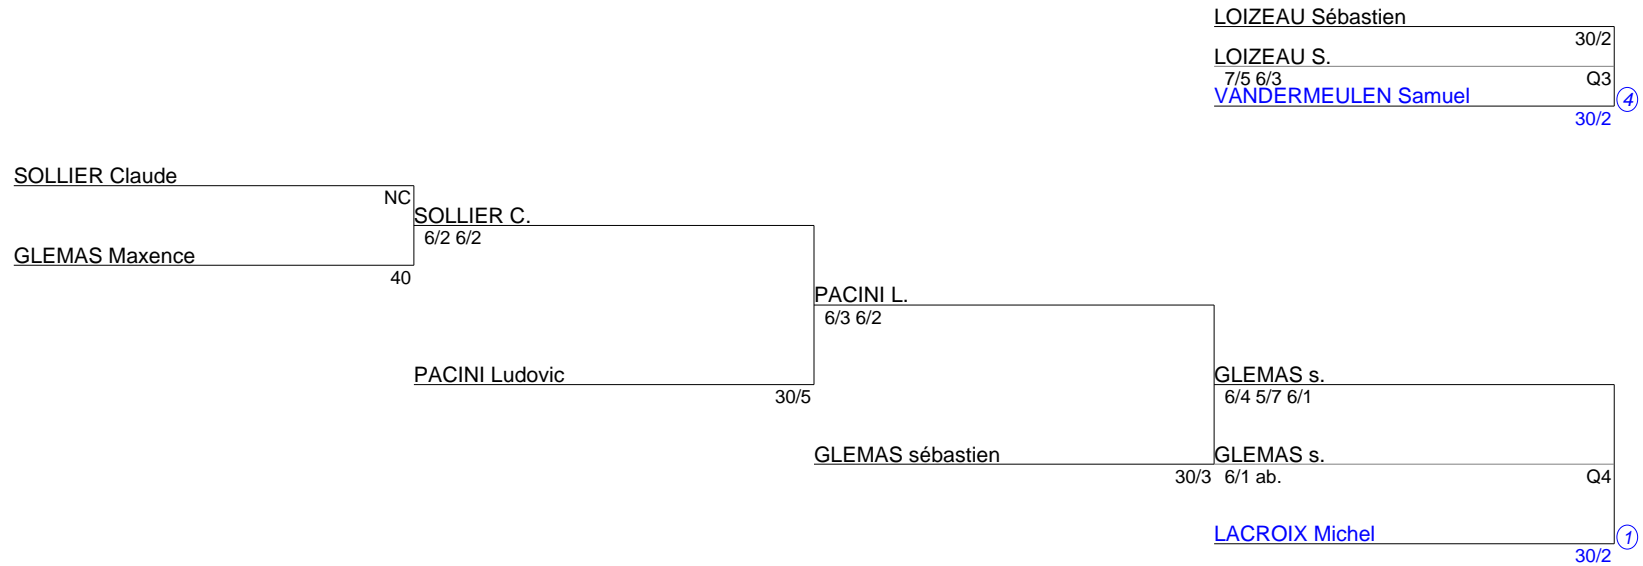 LOIZEAU Sébastien
30/2
LOIZEAU S.
7/5 6/3
Q3
VANDERMEULEN Samuel
4
30/2
SOLLIER Claude
NC
SOLLIER C.
6/2 6/2
GLEMAS Maxence
40
PACINI L.
6/3 6/2
PACINI Ludovic
30/5
GLEMAS s.
6/4 5/7 6/1
GLEMAS sébastien
30/3
GLEMAS s.
6/1 ab.
Q4
LACROIX Michel
1
30/2